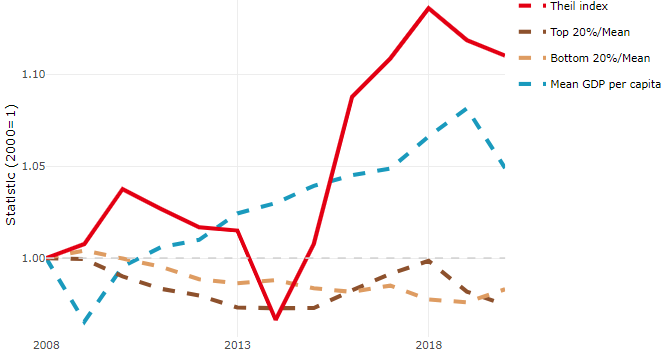 Theil index
Top 20%/Mean
Bottom 20%/Mean
Mean GDP per capita
Statistic (2000=1)
1.10
1.05
1.00
2008
2013
2018